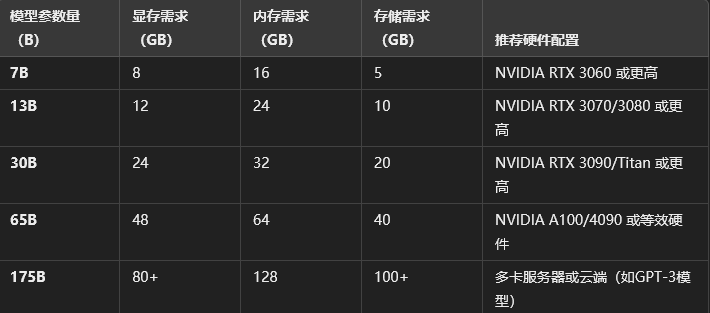 模型参数量 显存需求 内存需求 存储需求
（B） （GB） （GB） （GB） 推荐硬件配置
7B 8 16 5 NVIDIA RTX 3060 或更高
13B 12 24 10 NVIDIA RTX 3070/3080 或更
高
30B 24 32 20 NVIDIA RTX 3090/Titan 或更
高
65B 48 64 40 NVIDIA A100/4090 或等效硬
件
175B 80+ 128 100+ 多卡服务器或云端（如GPT-3模
型）